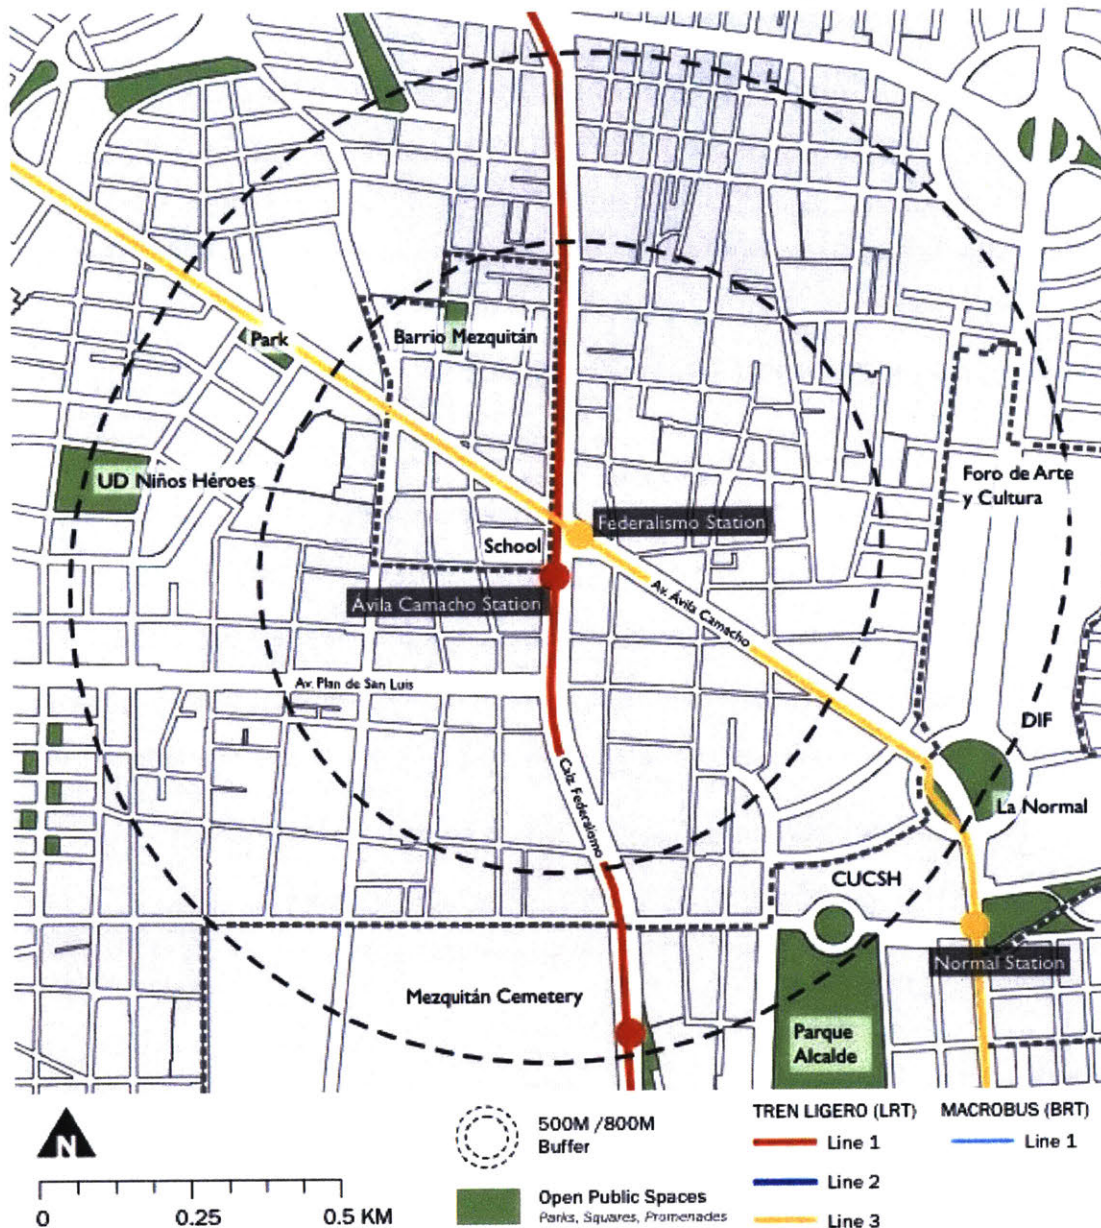 Park
Barrio Mezquitán
UD Niños Héroes
Foro de Arte
y Cultura
Federalismo Station
School
Ávila Camacho Station
Av. Ávila Camacho
Av. Plan de San Luis
DIF
Calz. Federalismo
La Normal
CUCSH
Normal Station
Mezquitán Cemetery
Parque
Alcalde
N
0 0.25 0.5 KM
500M /800M
Buffer
Open Public Spaces
Parks, Squares, Promenades
TREN LIGERO (LRT)
Line 1
Line 2
Line 3
MACROBUS (BRT)
Line 1